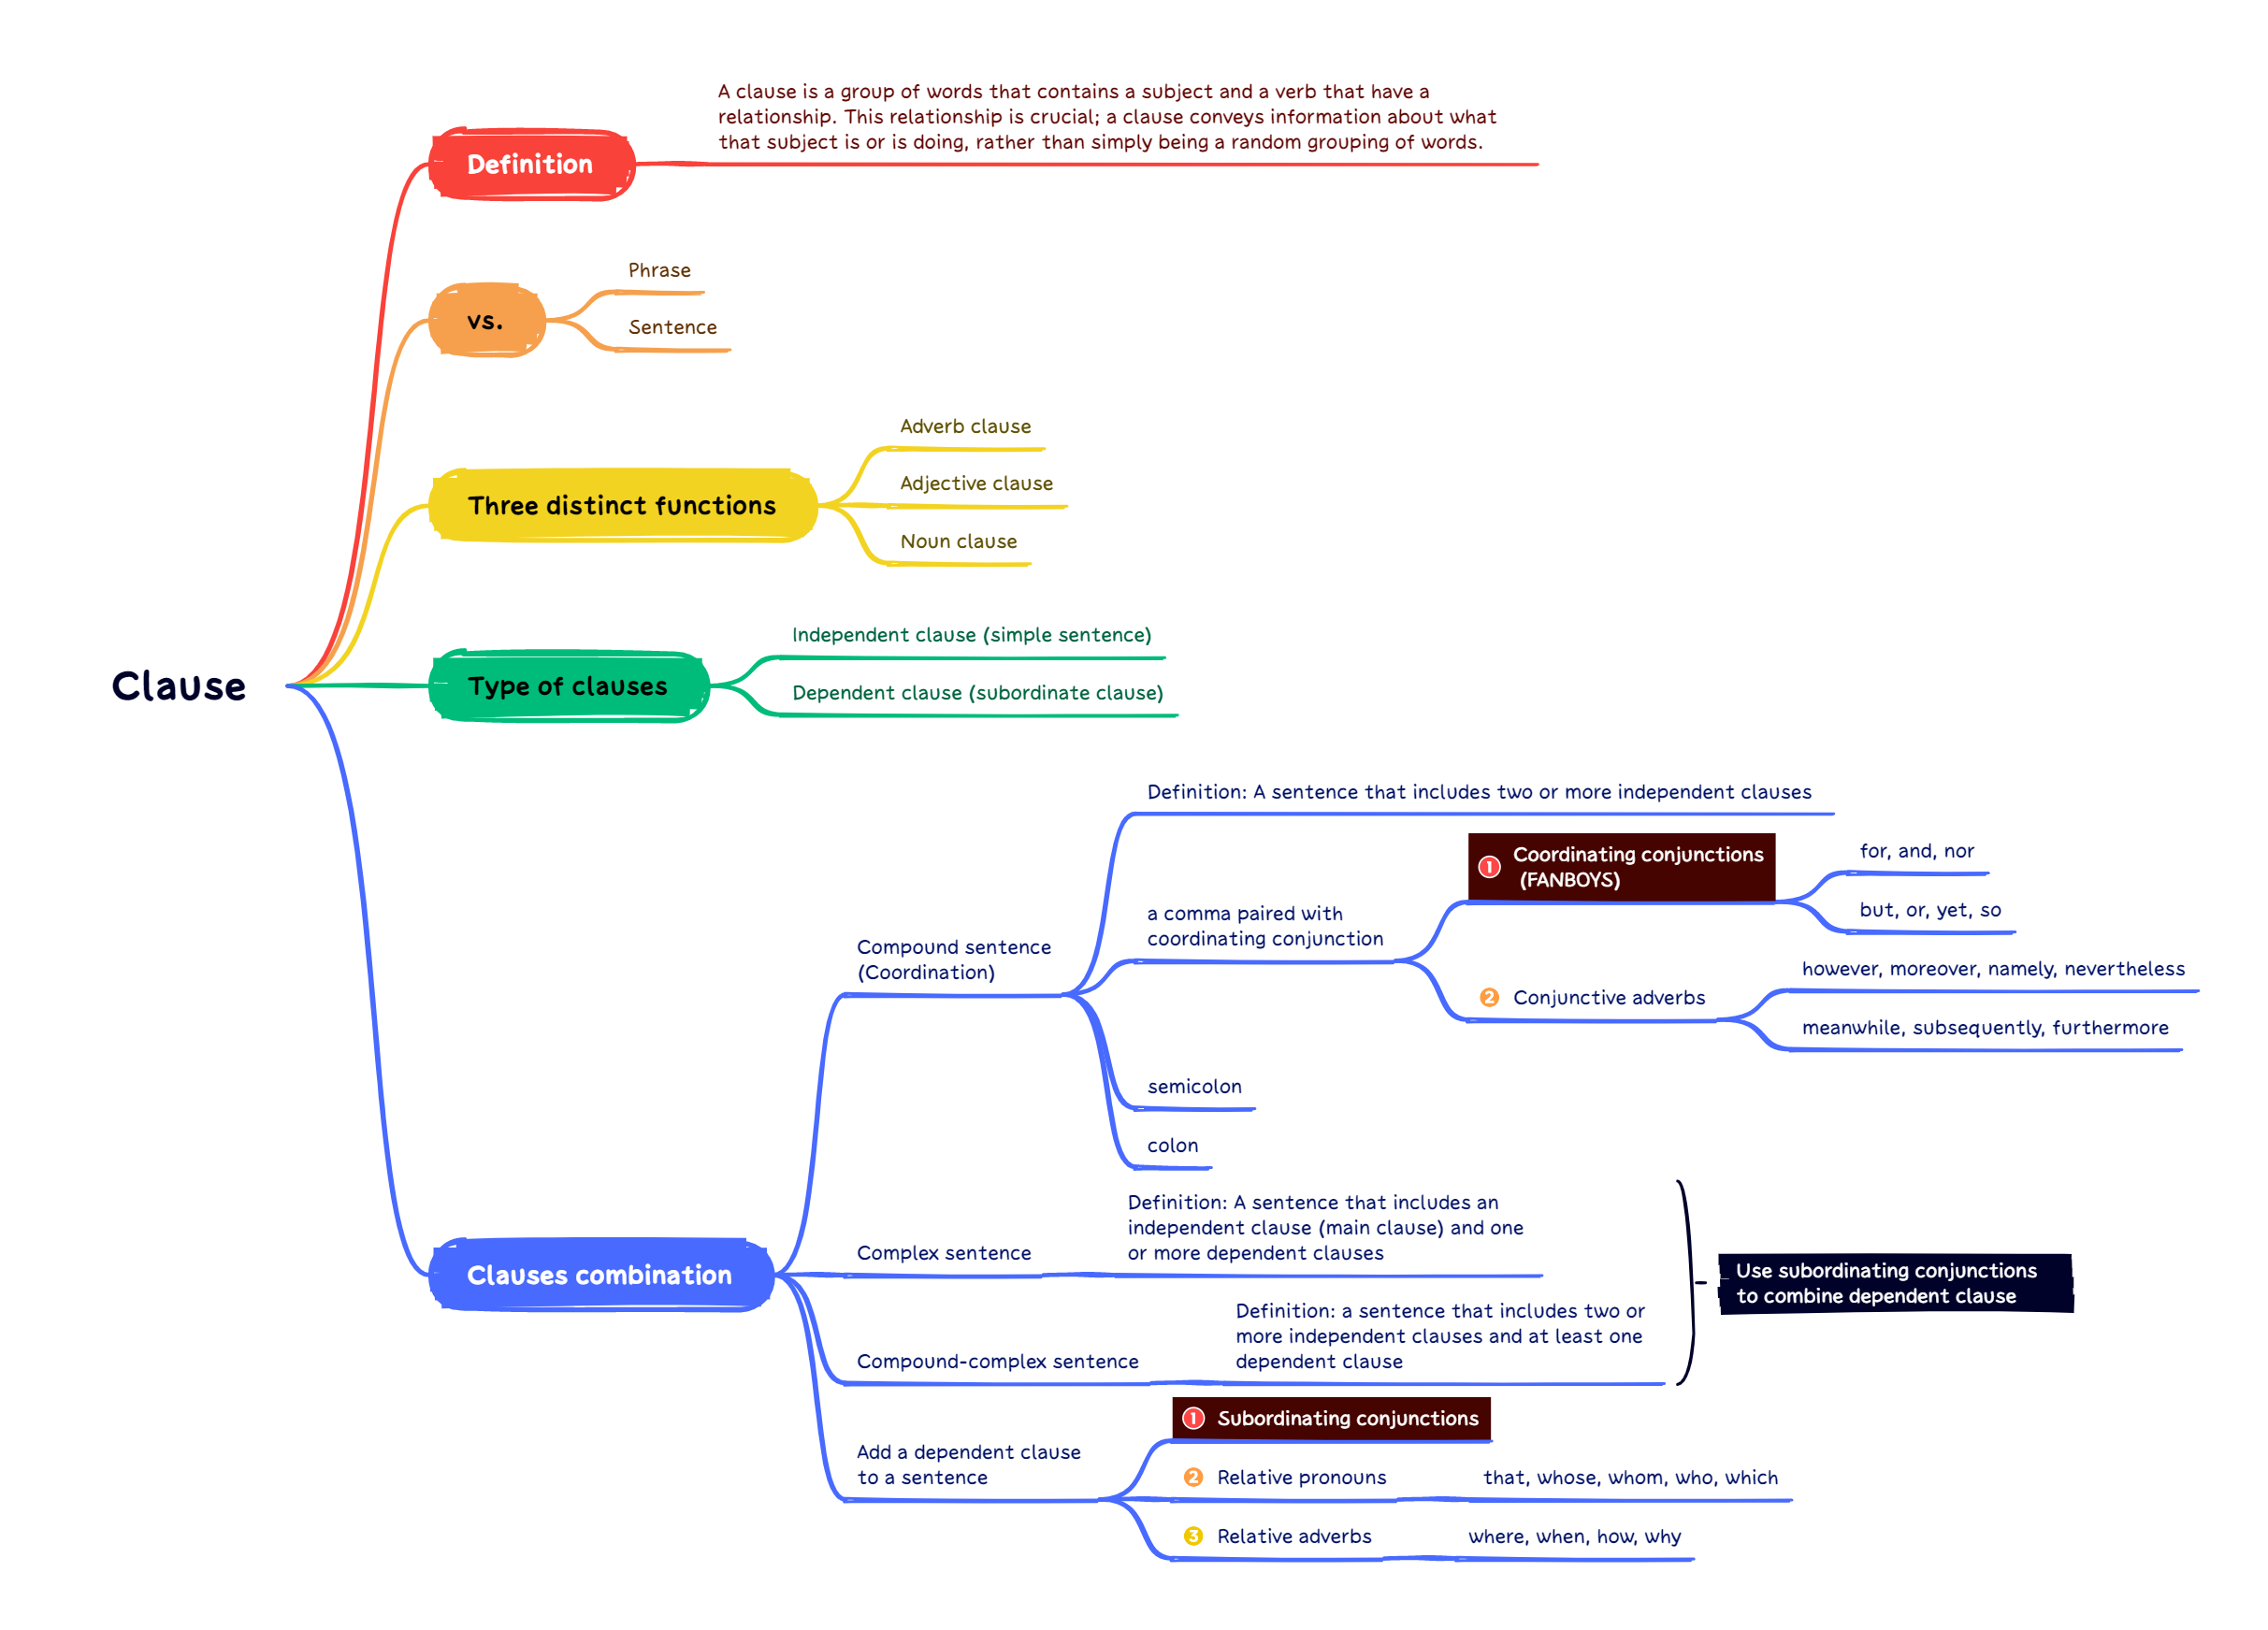 A clause is a group of words that contains a subject and a verb that have a
relationship. This relationship is crucial; a clause conveys information about what
that subject is or is doing, rather than simply being a random grouping of words.
Definition
Phrase
vs.
Sentence
Adverb clause
Adjective clause
Three distinct functions
Noun clause
Independent clause (simple sentence)
Clause
Type of clauses
Dependent clause (subordinate clause)
Definition: A sentence that includes two or more independent clauses
1 Coordinating conjunctions
(FANBOYS)
for, and, nor
but, or, yet, so
a comma paired with
coordinating conjunction
Compound sentence
(Coordination)
however, moreover, namely, nevertheless
2 Conjunctive adverbs
meanwhile, subsequently, furthermore
semicolon
colon
Definition: A sentence that includes an
independent clause (main clause) and one
or more dependent clauses
Complex sentence
Clauses combination
Use subordinating conjunctions
to combine dependent clause
Definition: a sentence that includes two or
more independent clauses and at least one
dependent clause
Compound-complex sentence
1 Subordinating conjunctions
Add a dependent clause
to a sentence
2 Relative pronouns
that, whose, whom, who, which
3 Relative adverbs
where, when, how, why